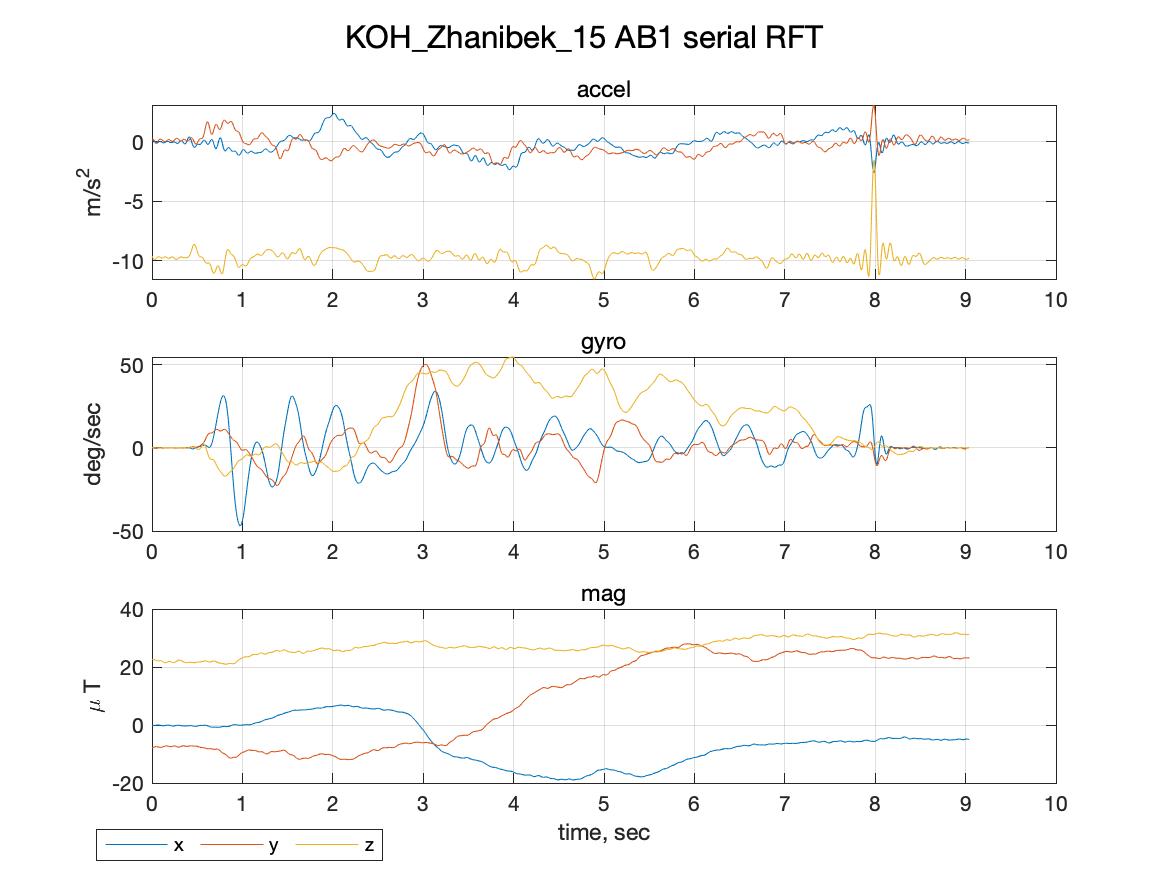 KOH_Zhanibek_15 AB1 serial RFT
accel
m/s²
0
-5
-10
0 1 2 3 4 5 6 7 8 9 10
gyro
deg/sec
50
0
-50
0 1 2 3 4 5 6 7 8 9 10
mag
μ T
40
20
0
-20
0 1 2 3 4 5 6 7 8 9 10
time, sec
x y z